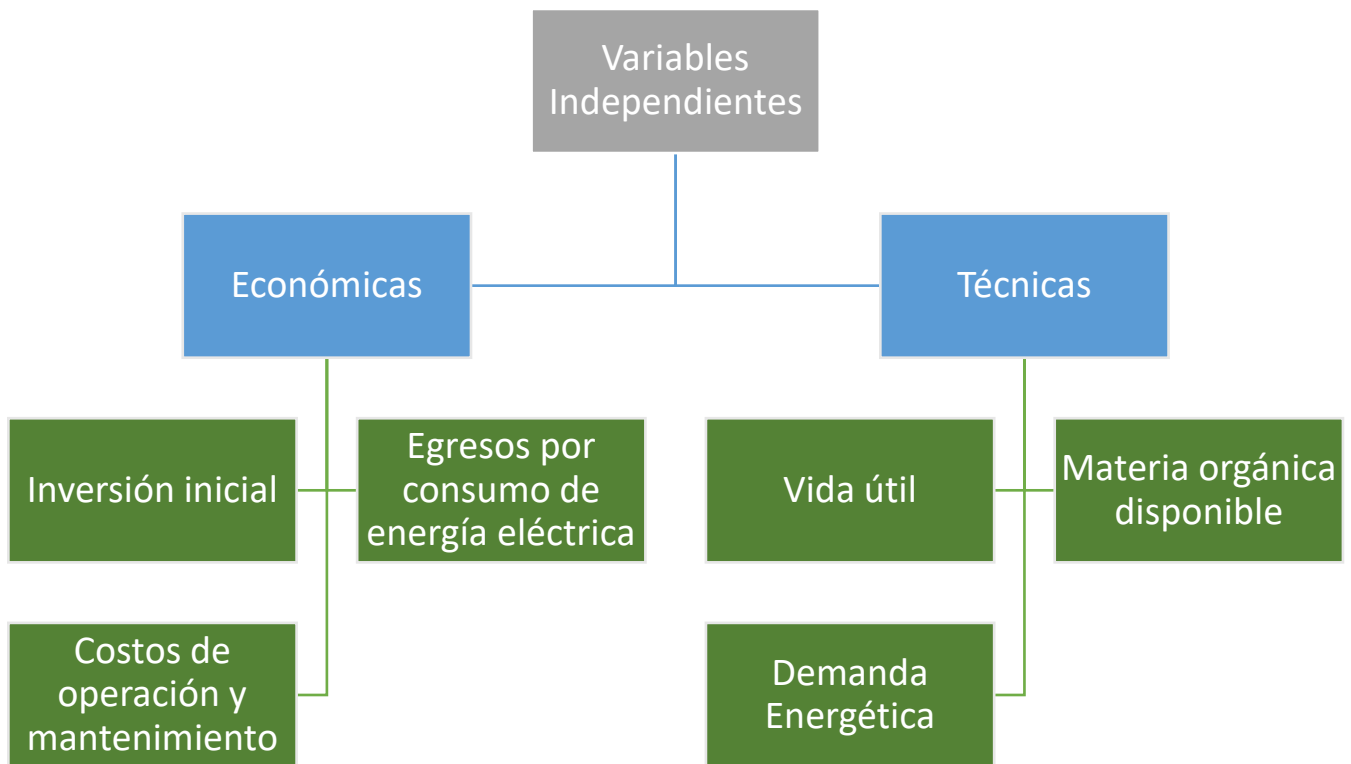 Variables
Independientes
Económicas
Técnicas
Inversión inicial
Egresos por
consumo de
energía eléctrica
Vida útil
Materia orgánica
disponible
Costos de
operación y
mantenimiento
Demanda
Energética